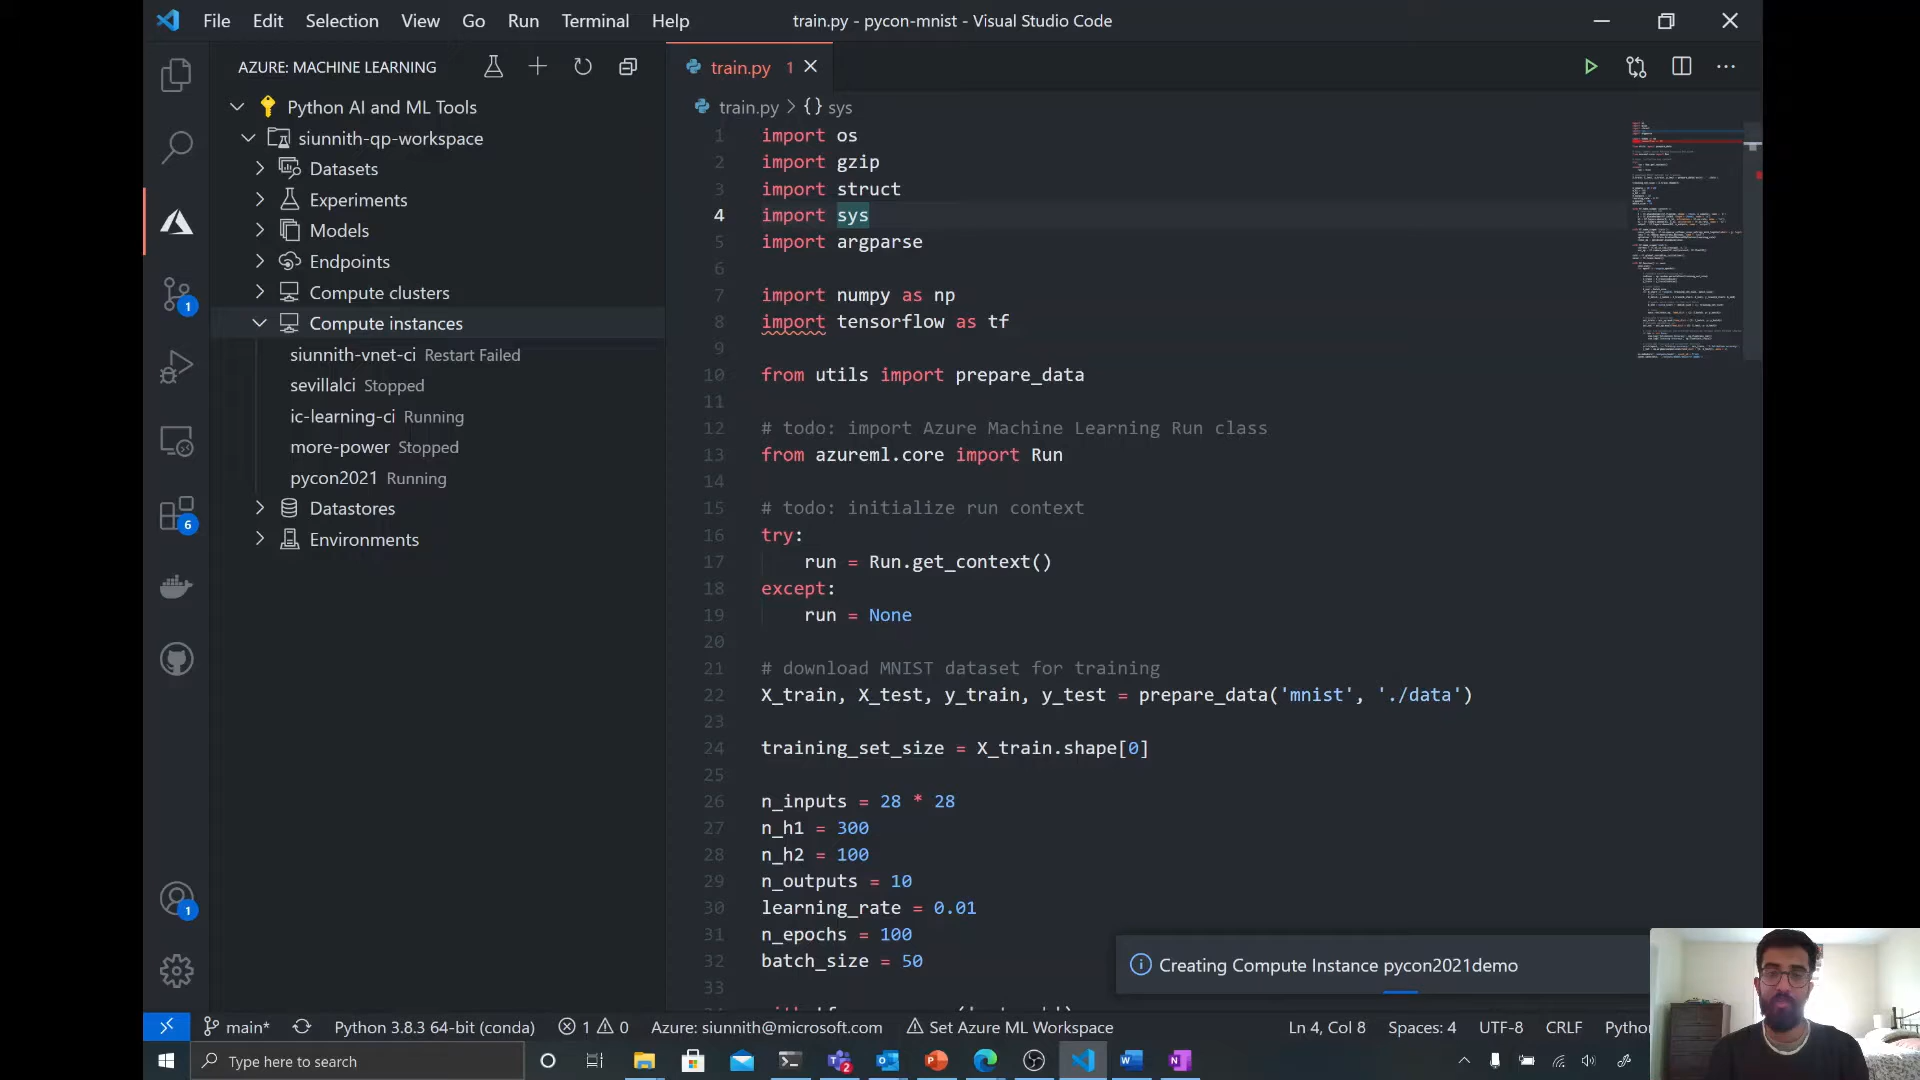 File Edit Selection View Go Run Terminal Help
train.py - pycon-mnist - Visual Studio Code
AZURE: MACHINE LEARNING
Python AI and ML Tools
siunnith-qp-workspace
Datasets
Experiments
Models
Endpoints
Compute clusters
Compute instances
siunnith-vnet-ci Restart Failed
sevillalci Stopped
ic-learning-ci Running
more-power Stopped
pycon2021 Running
Datastores
Environments
1
6
1
train.py 1
train.py > {} sys
1 import os
2 import gzip
3 import struct
4 import sys
5 import argparse
6
7 import numpy as np
8 import tensorflow as tf
9
10 from utils import prepare_data
11
12 # todo: import Azure Machine Learning Run class
13 from azureml.core import Run
14
15 # todo: initialize run context
16 try:
17 run = Run.get_context()
18 except:
19 run = None
20
21 # download MNIST dataset for training
22 X_train, X_test, y_train, y_test = prepare_data('mnist', './data')
23
24 training_set_size = X_train.shape[0]
25
26 n_inputs = 28 * 28
27 n_h1 = 300
28 n_h2 = 100
29 n_outputs = 10
30 learning_rate = 0.01
31 n_epochs = 100
32 batch_size = 50
33
Creating Compute Instance pycon2021demo
main* Python 3.8.3 64-bit (conda) 1 0 Azure: siunnith@microsoft.com Set Azure ML Workspace Ln 4, Col 8 Spaces: 4 UTF-8 CRLF
Type here to search
2